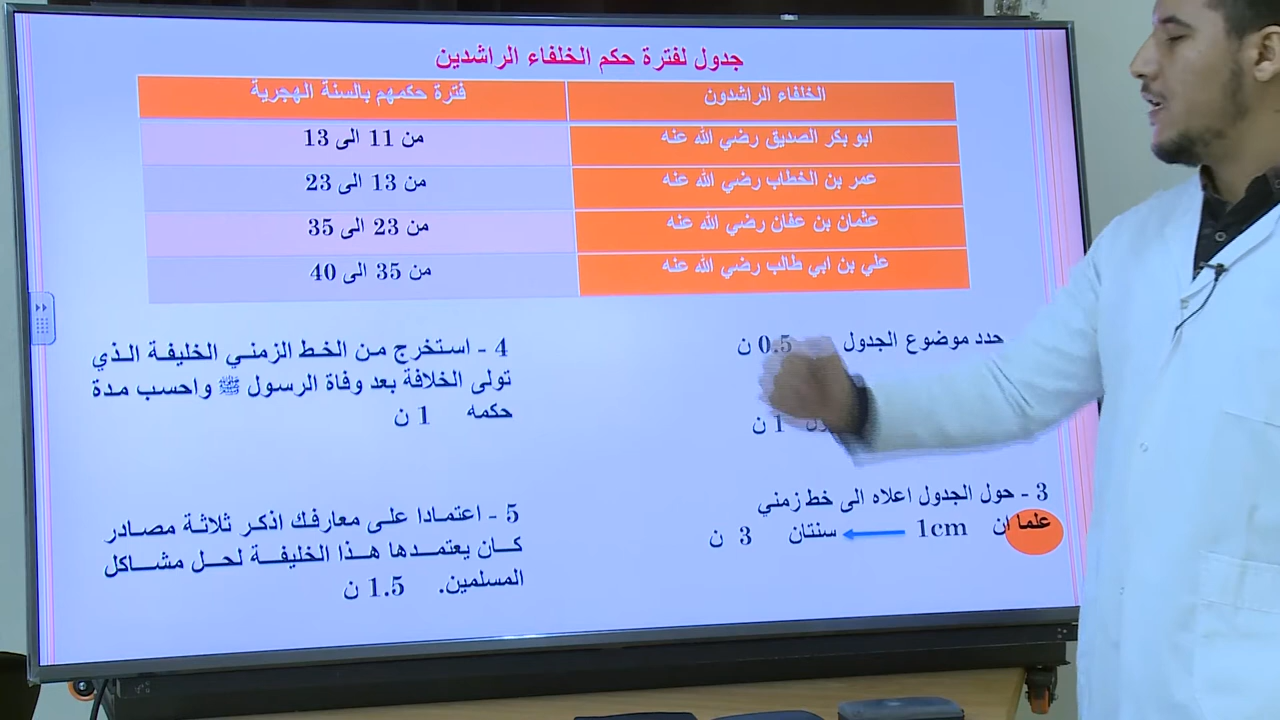 جدول لفترة حكم الخلفاء الراشدين
الخلفاء الراشدون فترة حكمهم بالسنة الهجرية
ابو بكر الصديق رضي الله عنه من 11 الى 13
عمر بن الخطاب رضي الله عنه من 13 الى 23
عثمان بن عفان رضي الله عنه من 23 الى 35
علي بن ابي طالب رضي الله عنه من 35 الى 40
حدد موضوع الجدول 0.5 ن
1 ن
3 - حول الجدول اعلاه الى خط زمني
علما ان 1cm سنتان 3 ن
4 - استخرج من الخط الزمني الخليفة الذي
تولى الخلافة بعد وفاة الرسول ﷺ واحسب مدة
حكمه 1 ن
5 - اعتمادا على معارفك اذكر ثلاثة مصادر
كان يعتمدها هذا الخليفة لحل مشاكل
المسلمين. 1.5 ن